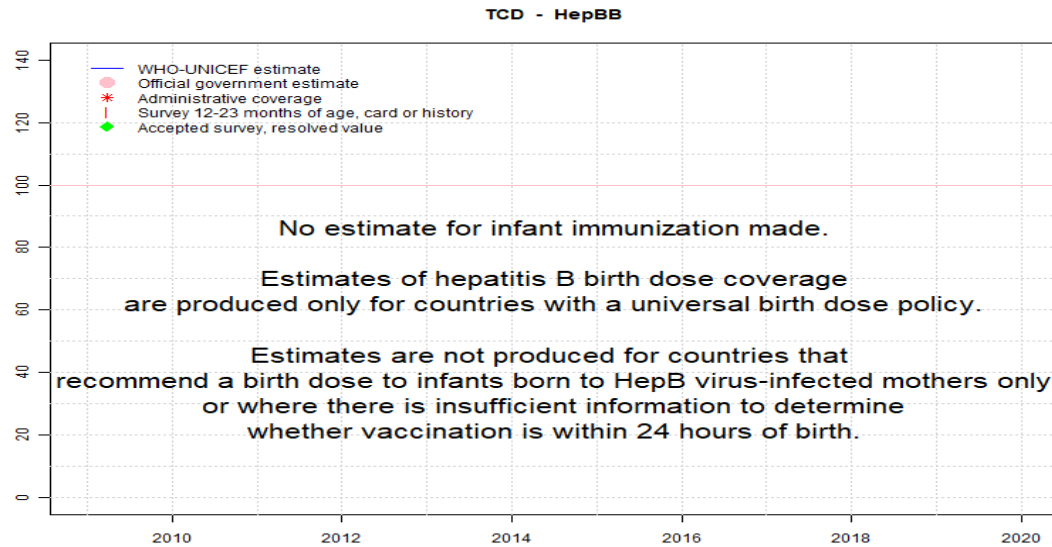 TCD - HepBB
WHO-UNICEF estimate
Official government estimate
Administrative coverage
Survey 12-23 months of age, card or history
Accepted survey, resolved value
140
120
100
80
60
40
20
0
No estimate for infant immunization made.
Estimates of hepatitis B birth dose coverage
are produced only for countries with a universal birth dose policy.
Estimates are not produced for countries that
recommend a birth dose to infants born to HepB virus-infected mothers only
or where there is insufficient information to determine
whether vaccination is within 24 hours of birth.
2010 2012 2014 2016 2018 2020